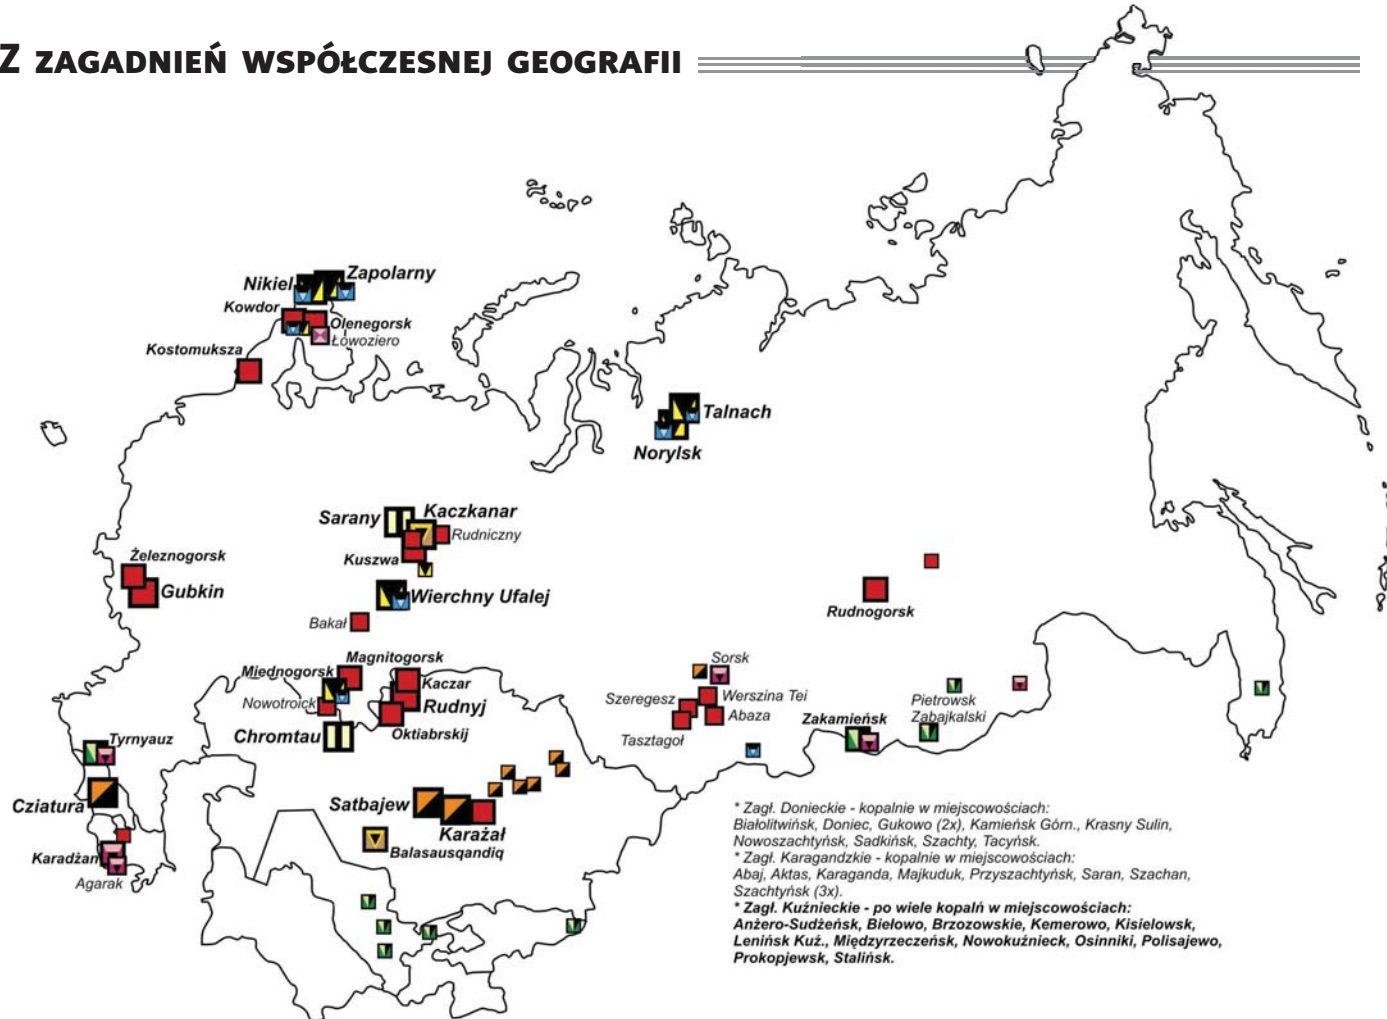 Z ZAGADNIEŃ WSPÓŁCZESNEJ GEOGRAFII
Nikiel
Zapolarny
Kowdor
Olenegorsk
Łowoziero
Kostomuksza
Talnach
Norylsk
Sarany
Kaczkanar
Rudniczny
Kuszwa
Żeleznogorsk
Gubkin
Wierchny Ufalej
Bakał
Rudnogorsk
Magnitogorsk
Miednogorsk
Kaczar
Nowotroick
Rudnyj
Chromtau
Oktiabrskij
Sorsk
Szeregesz
Werszina Tei
Abaza
Tasztagoł
Pietrowsk
Zabajkalski
Zakamieńsk
Tyrnyauz
Cziatura
Satbajew
Karażał
Balasausqandiq
Karadżan
Agarak
* Zagł. Donieckie - kopalnie w miejscowościach:
Białolitwińsk, Doniec, Gukowo (2x), Kamieńsk Górn., Krasny Sulin,
Nowoszachtyńsk, Sadkińsk, Szachty, Tacyńsk.
* Zagł. Karagandzkie - kopalnie w miejscowościach:
Abaj, Aktas, Karaganda, Majkuduk, Przyszachtyńsk, Saran, Szachan,
Szachtyńsk (3x).
* Zagł. Kuźnieckie - po wiele kopalń w miejscowościach:
Anżero-Sudżeńsk, Biełowo, Brzozowskie, Kemerowo, Kisielowsk,
Lenińsk Kuź., Międzyrzeczeńsk, Nowokuźnieck, Osinniki, Polisajewo,
Prokopjewsk, Stalińsk.